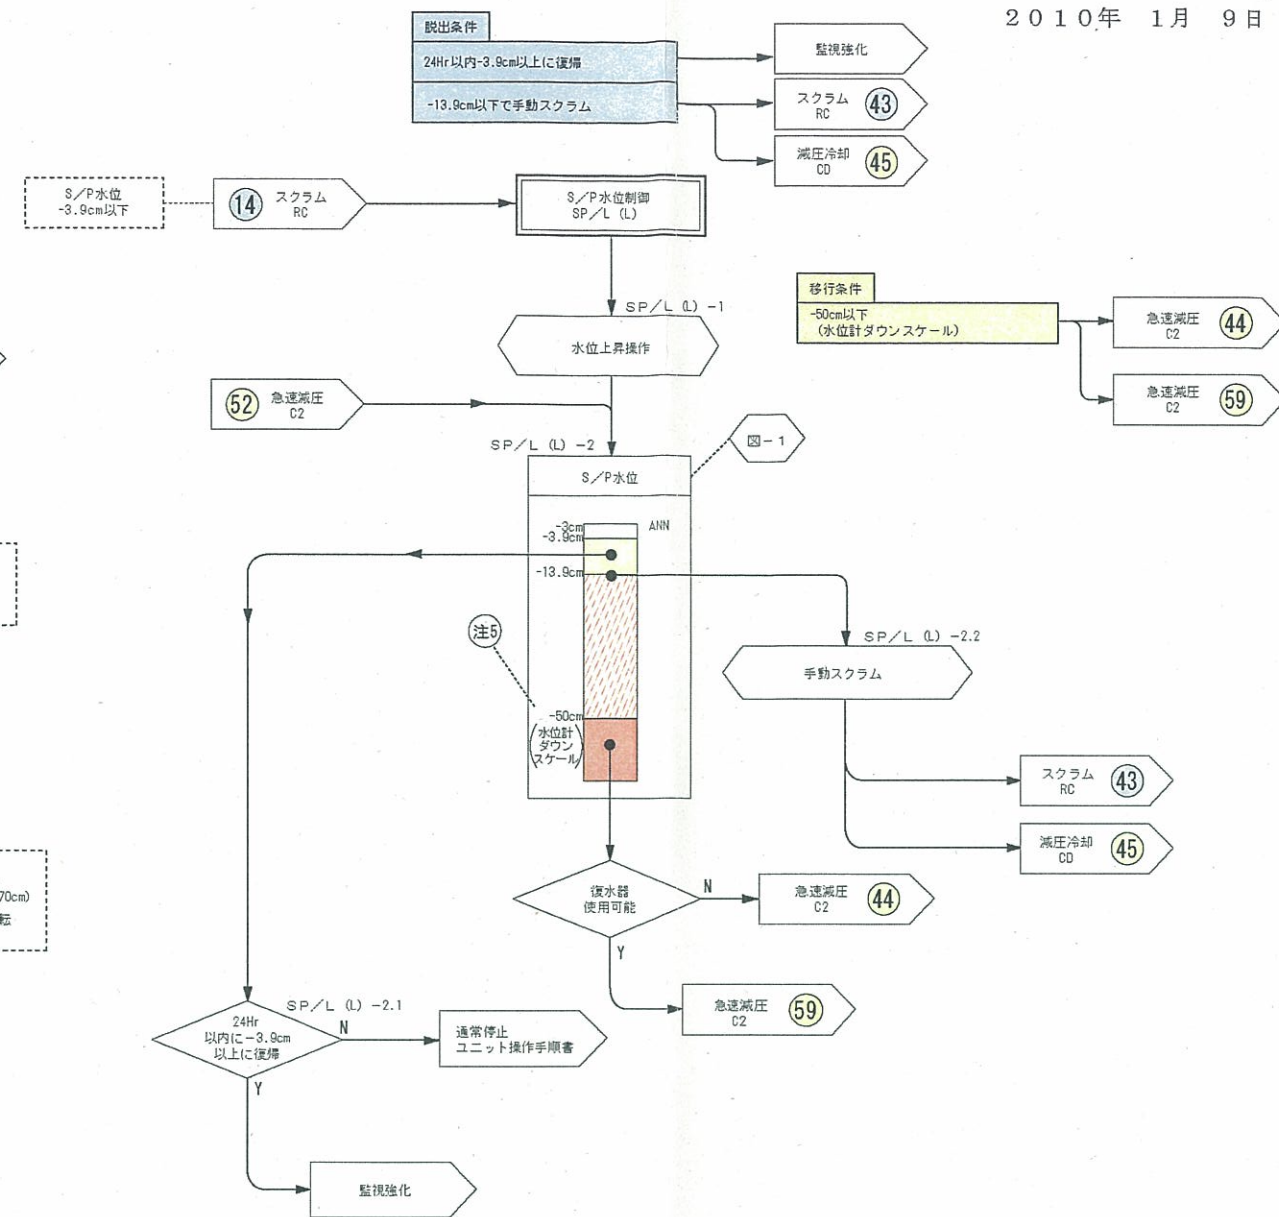 2010年 1月 9日
脱出条件
24Hr以内-3.9cm以上に復帰
-13.9cm以下で手動スクラム
監視強化
スクラム
RC
43
減圧冷却
CD
45
S/P水位
-3.9cm以下
14
スクラム
RC
S/P水位制御
SP/L (L)
SP/L (L) -1
水位上昇操作
移行条件
-50cm以下
(水位計ダウンスケール)
急速減圧
C2
44
急速減圧
C2
59
52
急速減圧
C2
SP/L (L) -2
図-1
S/P水位
-3cm
ANN
-3.9cm
-13.9cm
注5
-50cm
(水位計
ダウン
スケール)
SP/L (L) -2.2
手動スクラム
スクラム
RC
43
減圧冷却
CD
45
復水器
使用可能
N
急速減圧
C2
44
Y
急速減圧
C2
59
70cm)
転
SP/L (L) -2.1
24Hr
以内に-3.9cm
以上に復帰
N
通常停止
ユニット操作手順書
Y
監視強化